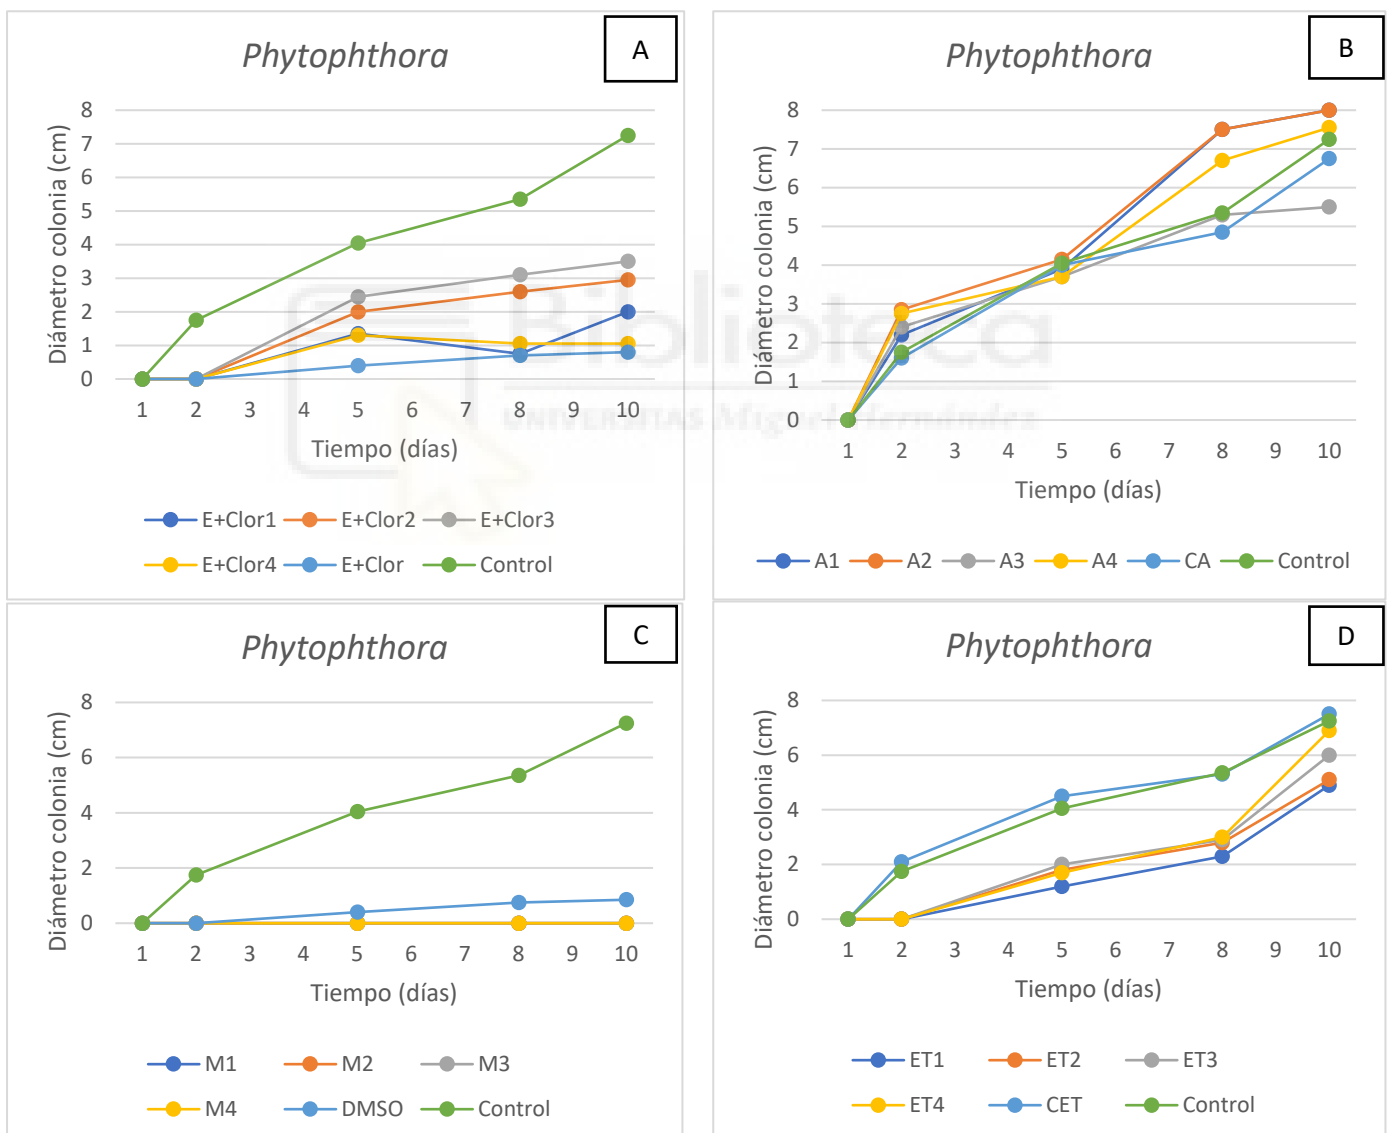 Phytophthora
A
Diámetro colonia (cm)
8
7
6
5
4
3
2
1
0
1 2 3 4 5 6 7 8 9 10
Tiempo (días)
E+Clor1 E+Clor2 E+Clor3
E+Clor4 E+Clor Control
Phytophthora
B
Diámetro colonia (cm)
8
7
6
5
4
3
2
1
0
1 2 3 4 5 6 7 8 9 10
Tiempo (días)
A1 A2 A3 A4 CA Control
Biblioteca
UNIVERSITAS Miguel Hernández
Phytophthora
C
Diámetro colonia (cm)
8
6
4
2
0
1 2 3 4 5 6 7 8 9 10
Tiempo (días)
M1 M2 M3
M4 DMSO Control
Phytophthora
D
Diámetro colonia (cm)
8
6
4
2
0
1 2 3 4 5 6 7 8 9 10
Tiempo (días)
ET1 ET2 ET3
ET4 CET Control